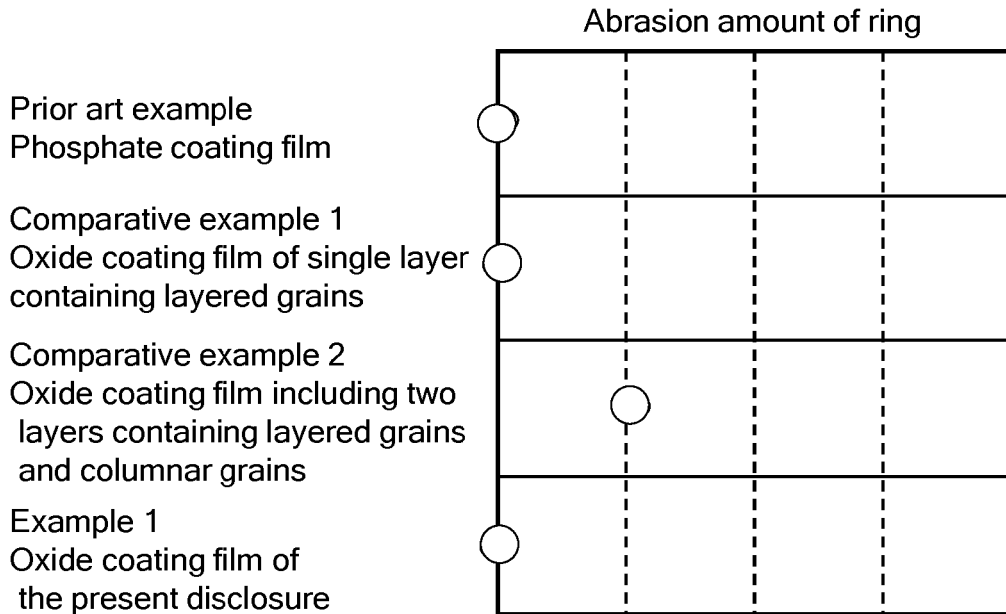 Abrasion amount of ring
Prior art example
Phosphate coating film
Comparative example 1
Oxide coating film of single layer
containing layered grains
Comparative example 2
Oxide coating film including two
layers containing layered grains
and columnar grains
Example 1
Oxide coating film of
the present disclosure